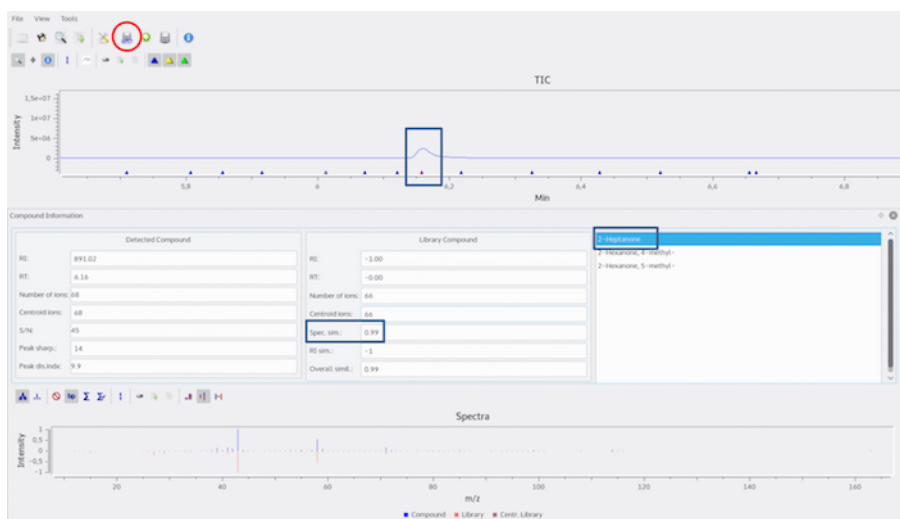 File View Tools
TIC
Intensity
1,5e+07
1e+07
5e+06
0
5,8 6 6,2 6,4 6,6 6,8
Min
Compound Information
Detected Compound
RI: 891.02
RT: 6.16
Number of ions: 68
Centroid ions: 68
S/N: 45
Peak sharp.: 14
Peak dis.indx: 9.9
Library Compound
RI: -1.00
RT: -0.00
Number of ions: 66
Centroid ions: 66
Spec. sim.: 0.99
RI sim.: -1
Overall simil.: 0.99
2-Heptanone
2-Hexanone, 4-methyl-
2-Hexanone, 5-methyl-
Spectra
Intensity
1
0,5
0
-0,5
-1
20 40 60 80 100 120 140 160
m/z
Compound Library Centr. Library